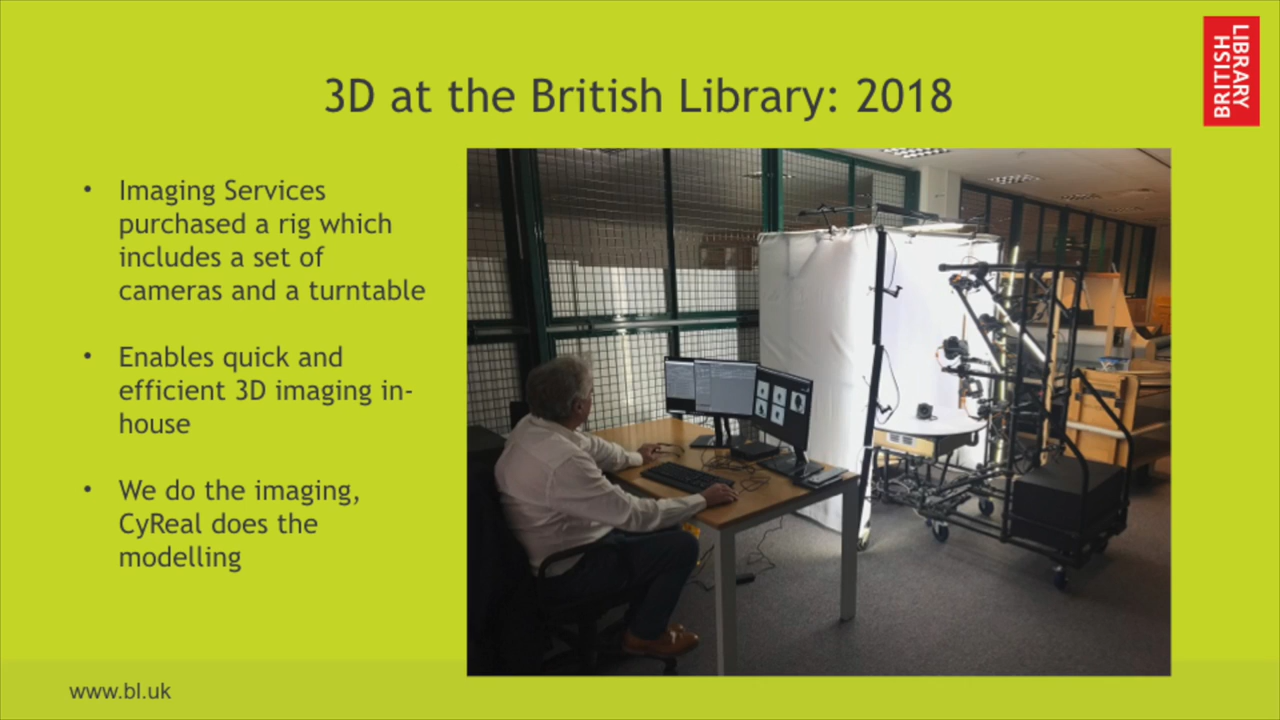 LIBRARY
BRITISH
3D at the British Library: 2018
• Imaging Services
purchased a rig which
includes a set of
cameras and a turntable
• Enables quick and
efficient 3D imaging in-
house
• We do the imaging,
CyReal does the
modelling
www.bl.uk